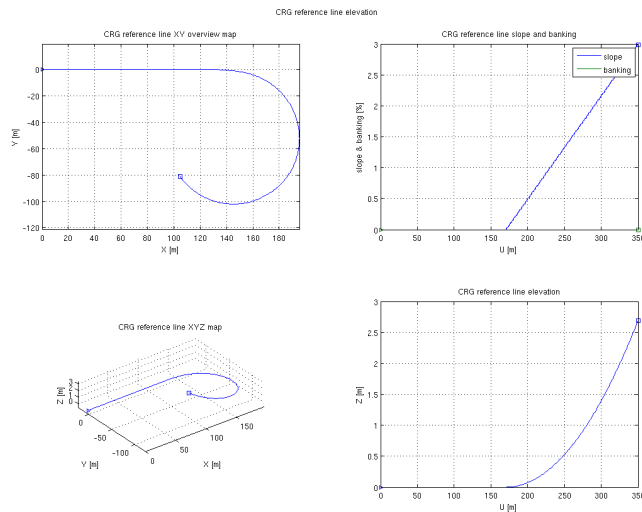 CRG reference line elevation
CRG reference line XY overview map
0
-20
-40
-60
-80
-100
-120
Y [m]
0 20 40 60 80 100 120 140 160 180
X [m]
CRG reference line slope and banking
3
2.5
2
1.5
1
0.5
0
slope & banking [%]
slope
banking
0 50 100 150 200 250 300 350
U [m]
CRG reference line XYZ map
3
2
1
0
Z [m]
0
-50
-100
Y [m]
0
50
100
150
X [m]
CRG reference line elevation
3
2.5
2
1.5
1
0.5
0
Z [m]
0 50 100 150 200 250 300 350
U [m]